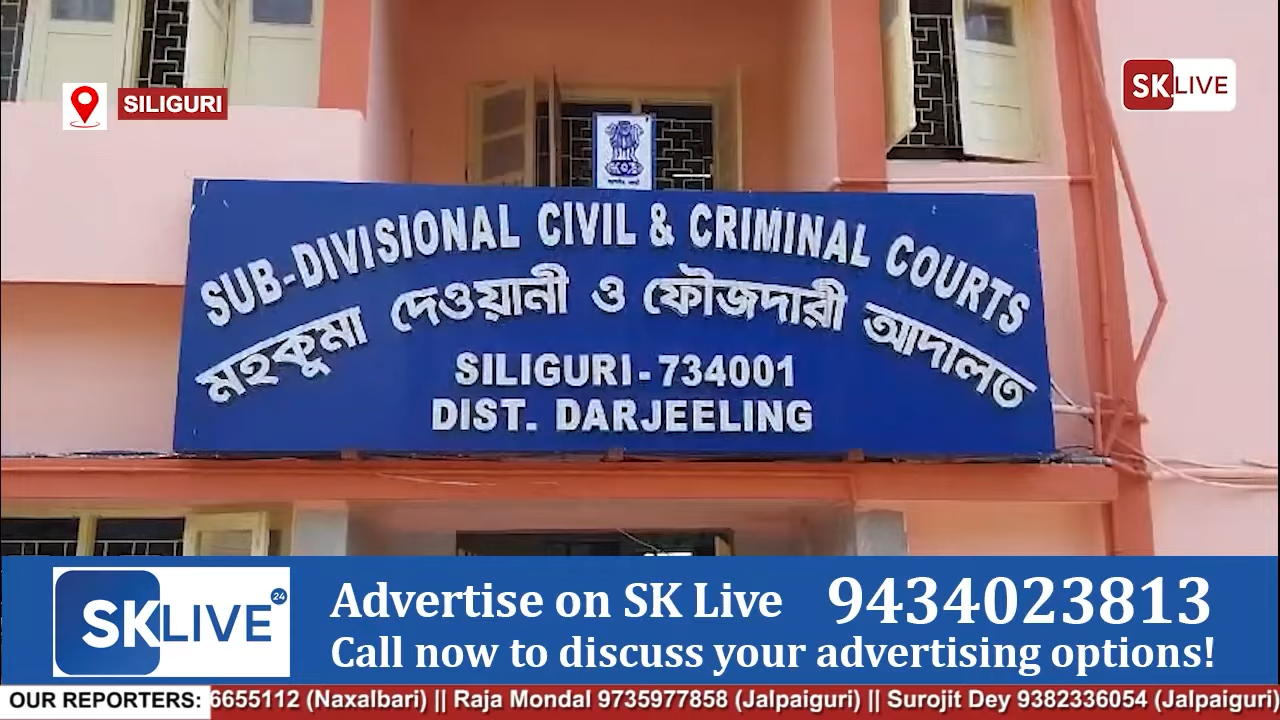 SILIGURI
SK LIVE
SUB-DIVISIONAL CIVIL & CRIMINAL COURTS
মহকুমা দেওয়ানী ও ফৌজদারী আদালত
SILIGURI - 734001
DIST. DARJEELING
SK LIVE 24
Advertise on SK Live 9434023813
Call now to discuss your advertising options!
OUR REPORTERS: 6655112 (Naxalbari) || Raja Mondal 9735977858 (Jalpaiguri) || Surojit Dey 9382336054 (Jalpaiguri)